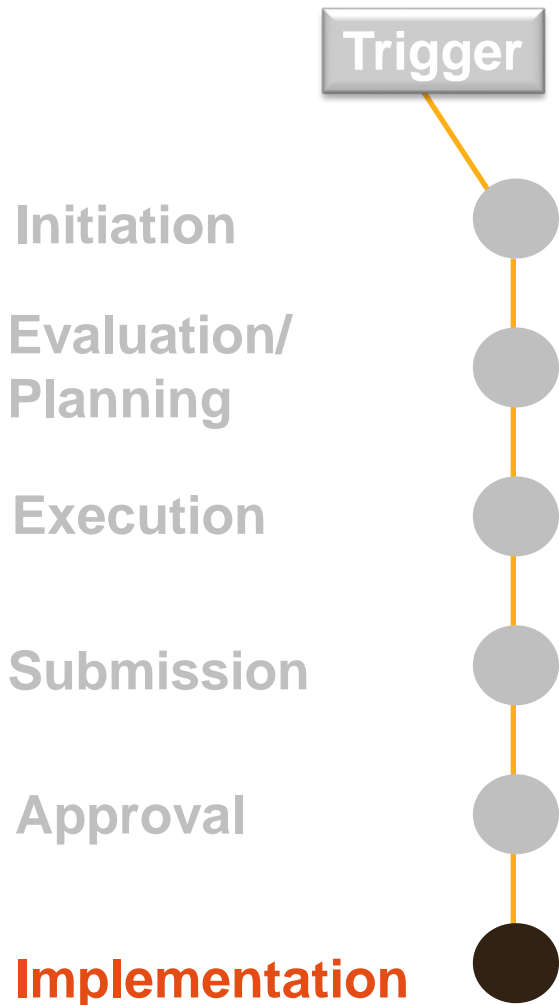 Trigger
Initiation
Evaluation/
Planning
Execution
Submission
Approval
Implementation